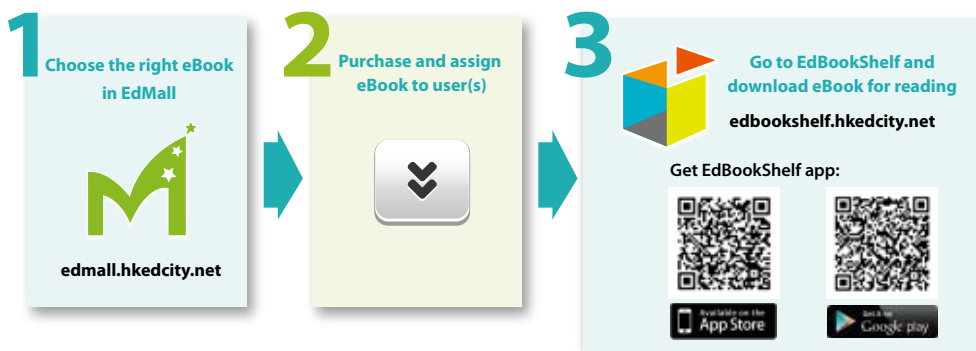 1
Choose the right eBook
in EdMall
edmall.hkedcity.net
2
Purchase and assign
eBook to user(s)
3
Go to EdBookShelf and
download eBook for reading
edbookshelf.hkedcity.net
Get EdBookShelf app:
Available on the
App Store
Get it on
Google play